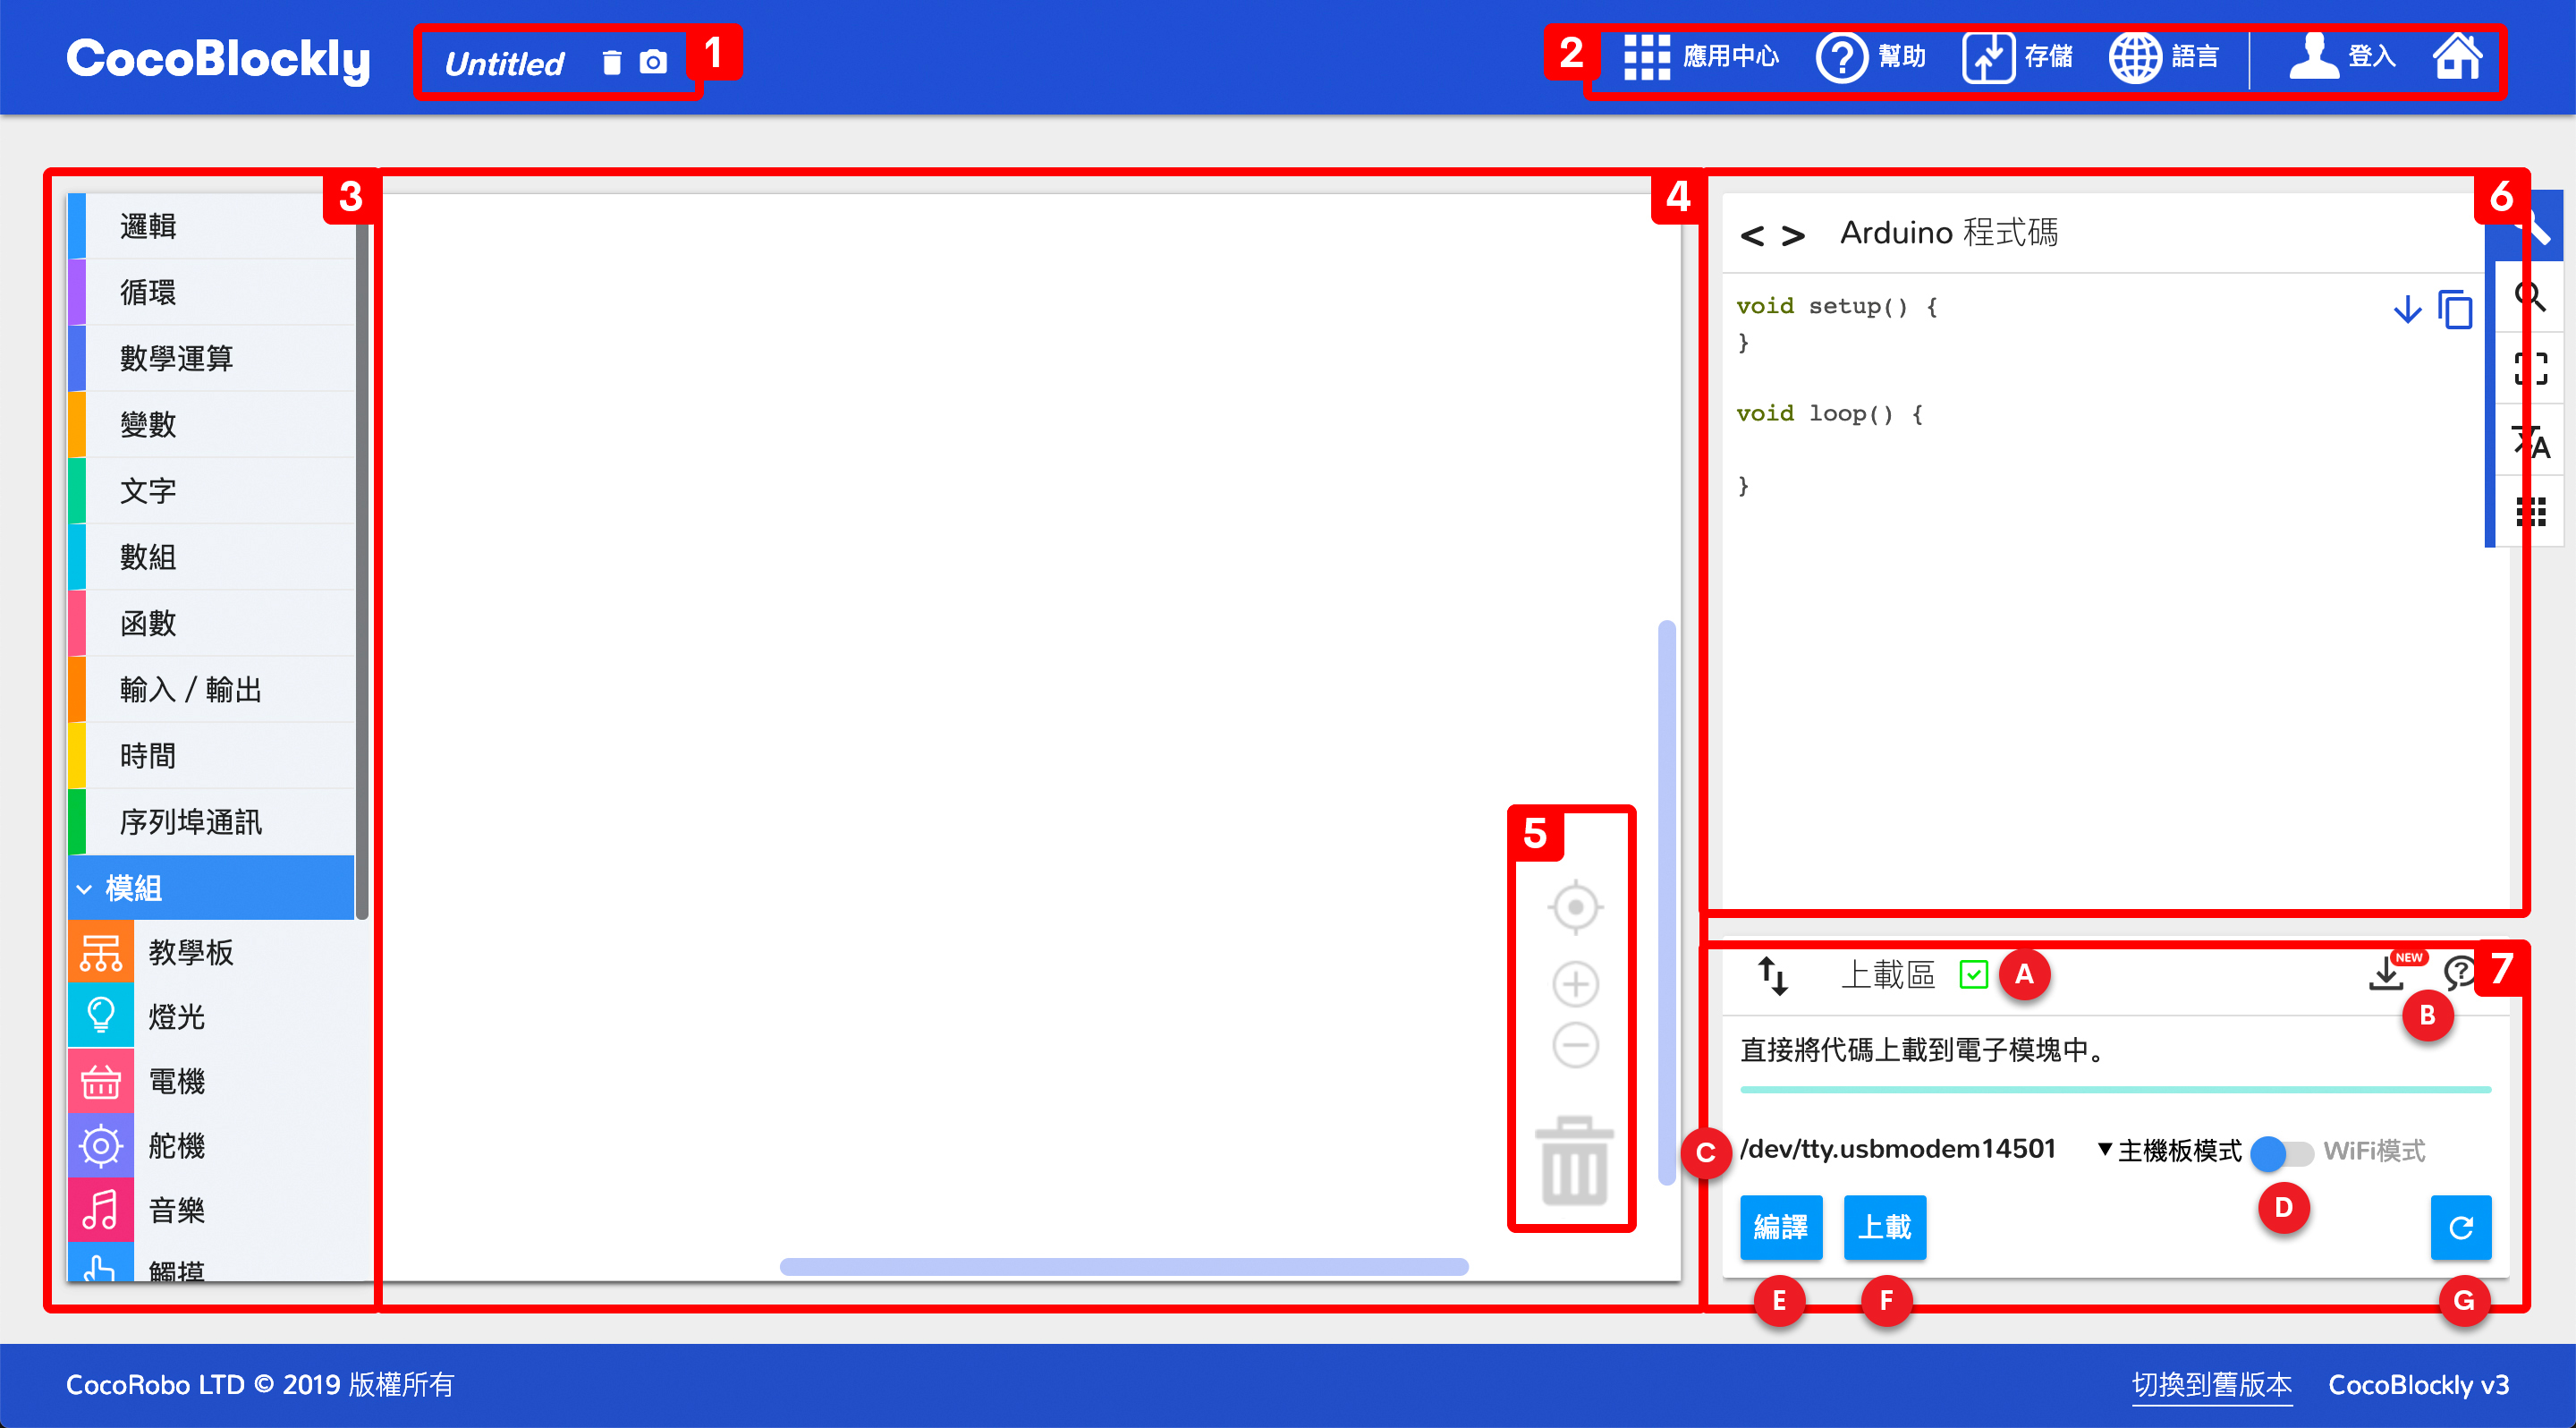 CocoBlockly
Untitled
1
2
應用中心
幫助
存儲
語言
登入
3
邏輯
循環
數學運算
變數
文字
數組
函數
輸入 / 輸出
時間
序列埠通訊
模組
教學板
燈光
電機
舵機
音樂
觸摸
4
5
6
< > Arduino 程式碼
void setup() {
}
void loop() {
}
7
上載區 A
NEW
B
直接將代碼上載到電子模塊中。
C /dev/tty.usbmodem14501 ▼ 主機板模式 WiFi模式
D
編譯 上載
E F G
CocoRobo LTD © 2019 版權所有
切換到舊版本 CocoBlockly v3